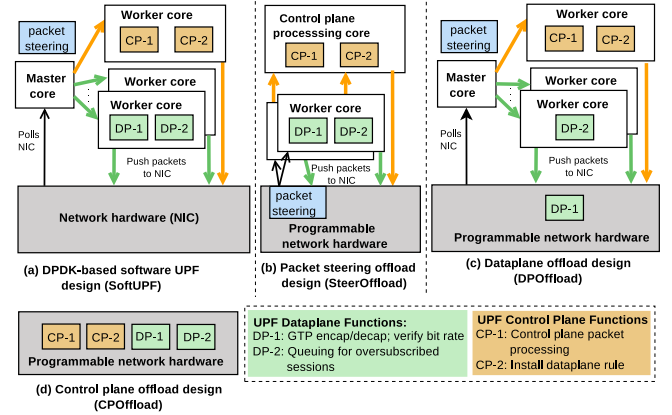 packet
steering
Worker core
CP-1
CP-2
Master
core
Worker core
Worker core
DP-1
DP-2
Polls
NIC
Push packets
to NIC
Network hardware (NIC)
(a) DPDK-based software UPF
design (SoftUPF)
Control plane
processsing core
CP-1
CP-2
Worker core
DP-1
DP-2
Push packets
to NIC
packet
steering
Programmable
network hardware
(b) Packet steering offload
design (SteerOffload)
packet
steering
Worker core
CP-1
CP-2
Master
core
Worker core
Worker core
DP-2
Polls
NIC
Push packets
to NIC
DP-1
Programmable network hardware
(c) Dataplane offload design
(DPOffload)
CP-1
CP-2
DP-1
DP-2
Programmable network hardware
(d) Control plane offload design
(CPOffload)
UPF Dataplane Functions:
DP-1: GTP encap/decap; verify bit rate
DP-2: Queuing for oversubscribed
sessions
UPF Control Plane Functions
CP-1: Control plane packet
processing
CP-2: Install dataplane rule